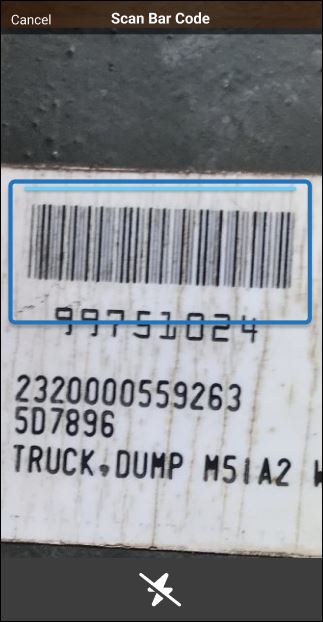 Cancel Scan Bar Code
99751024
2320000559263
5D7896
TRUCK,DUMP M51A2